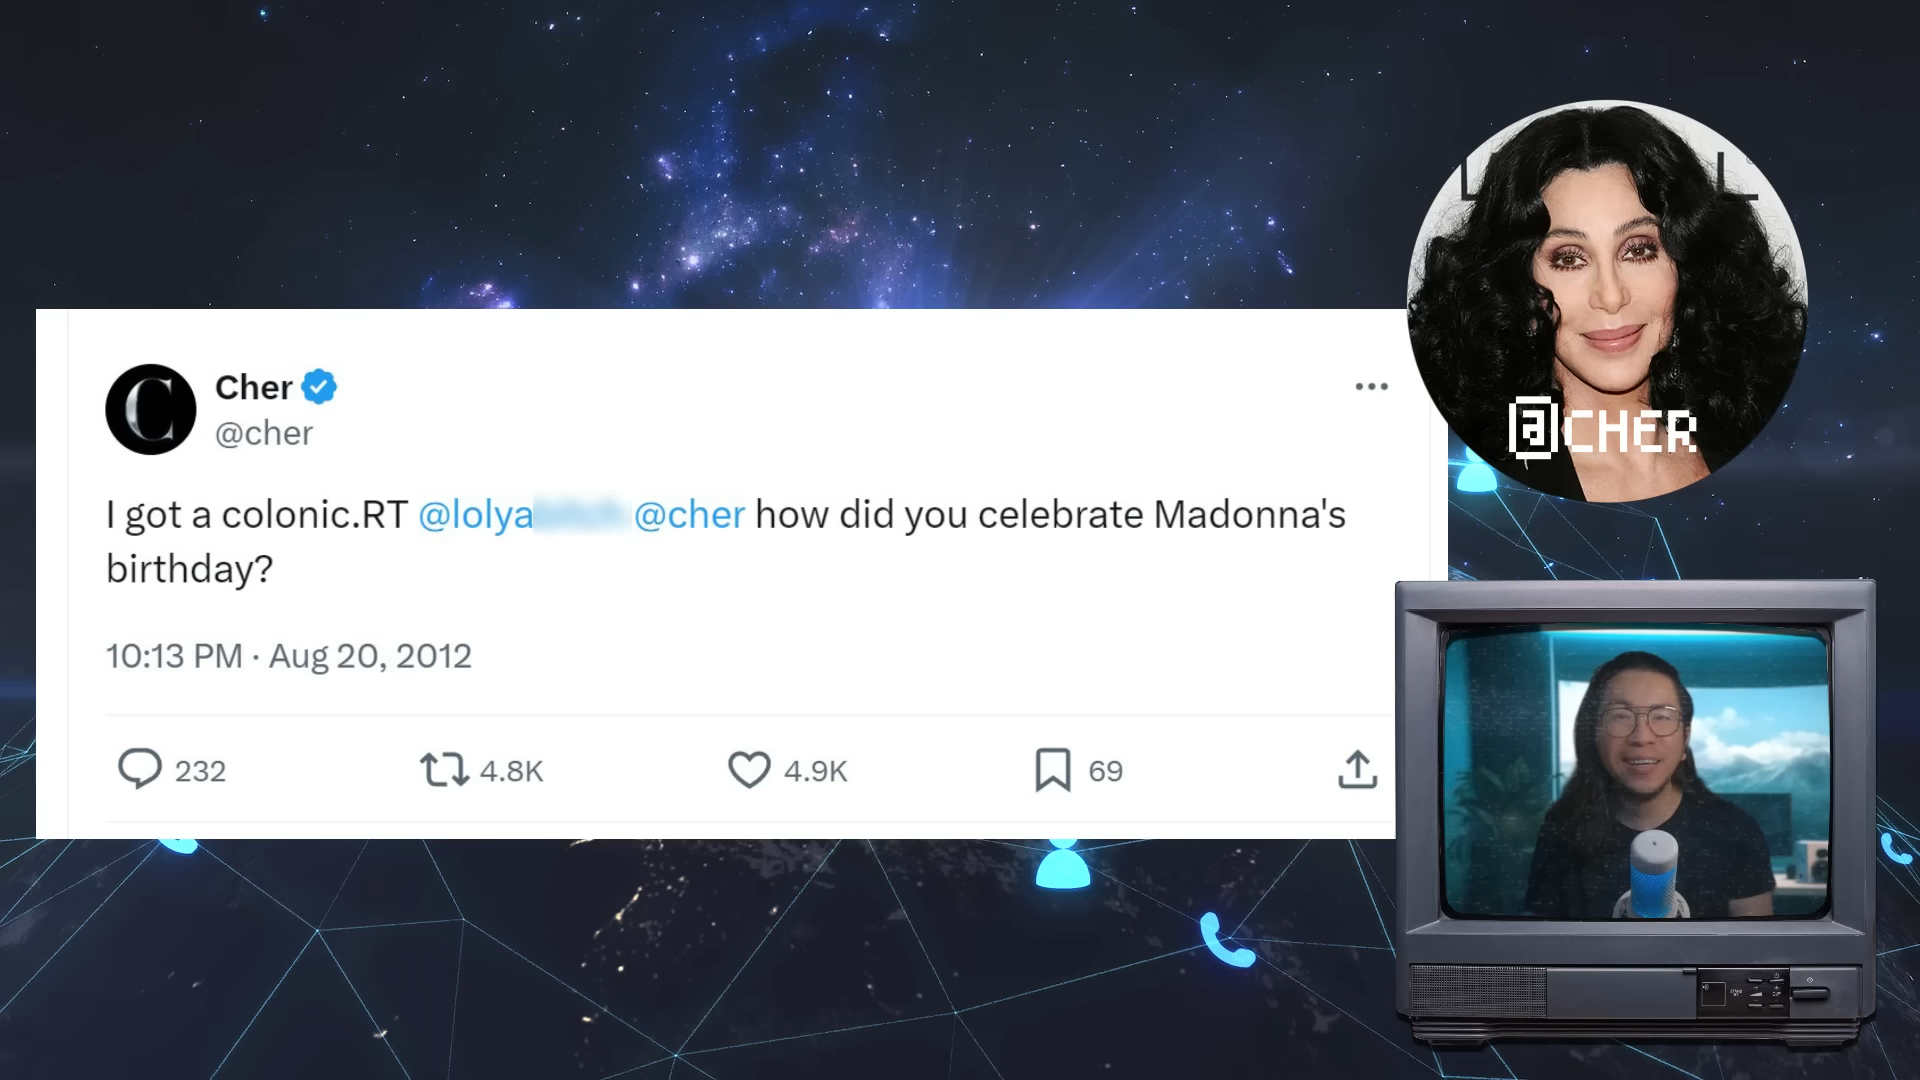 Cher
@cher
I got a colonic.RT @lolya @cher how did you celebrate Madonna's
birthday?
10:13 PM · Aug 20, 2012
232 4.8K 4.9K 69
@CHER